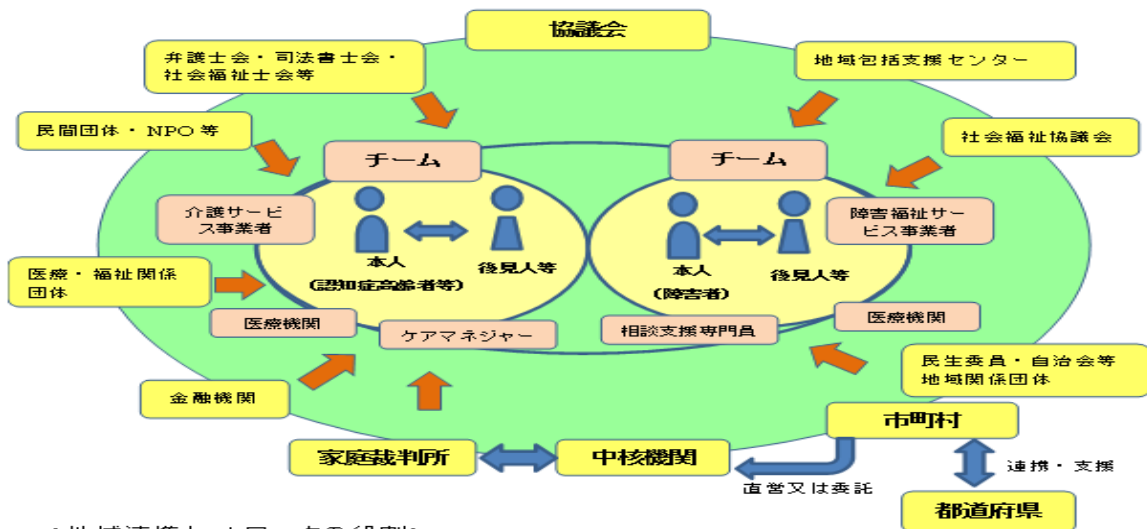 協議会
弁護士会・司法書士会・
社会福祉士会等
地域包括支援センター
民間団体・NPO等
社会福祉協議会
チーム
チーム
介護サービ
ス事業者
障害福祉サー
ビス事業者
本人
(認知症高齢者等)
後見人等
本人
(障害者)
後見人等
医療・福祉関係
団体
医療機関
ケアマネジャー
相談支援専門員
医療機関
金融機関
民生委員・自治会等
地域関係団体
市町村
家庭裁判所
中核機関
直営又は委託
連携・支援
都道府県